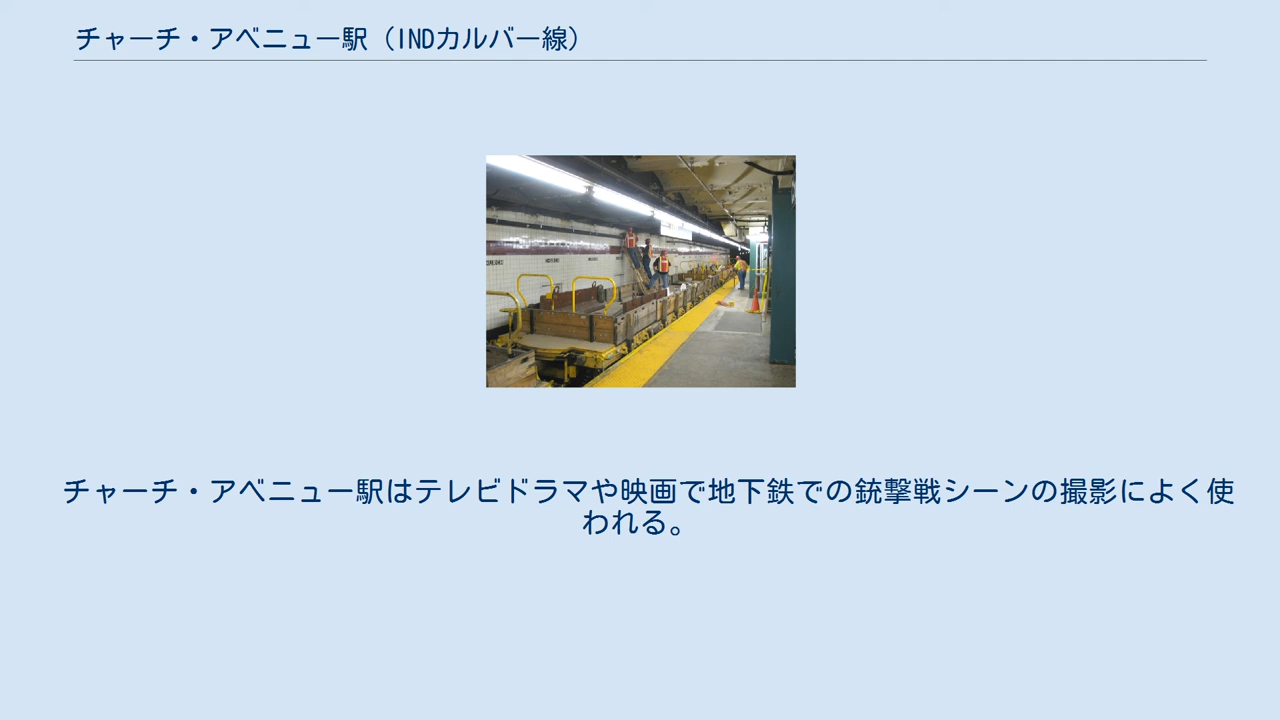 チャーチ・アベニュー駅（INDカルバー線）
チャーチ・アベニュー駅はテレビドラマや映画で地下鉄での銃撃戦シーンの撮影によく使
われる。